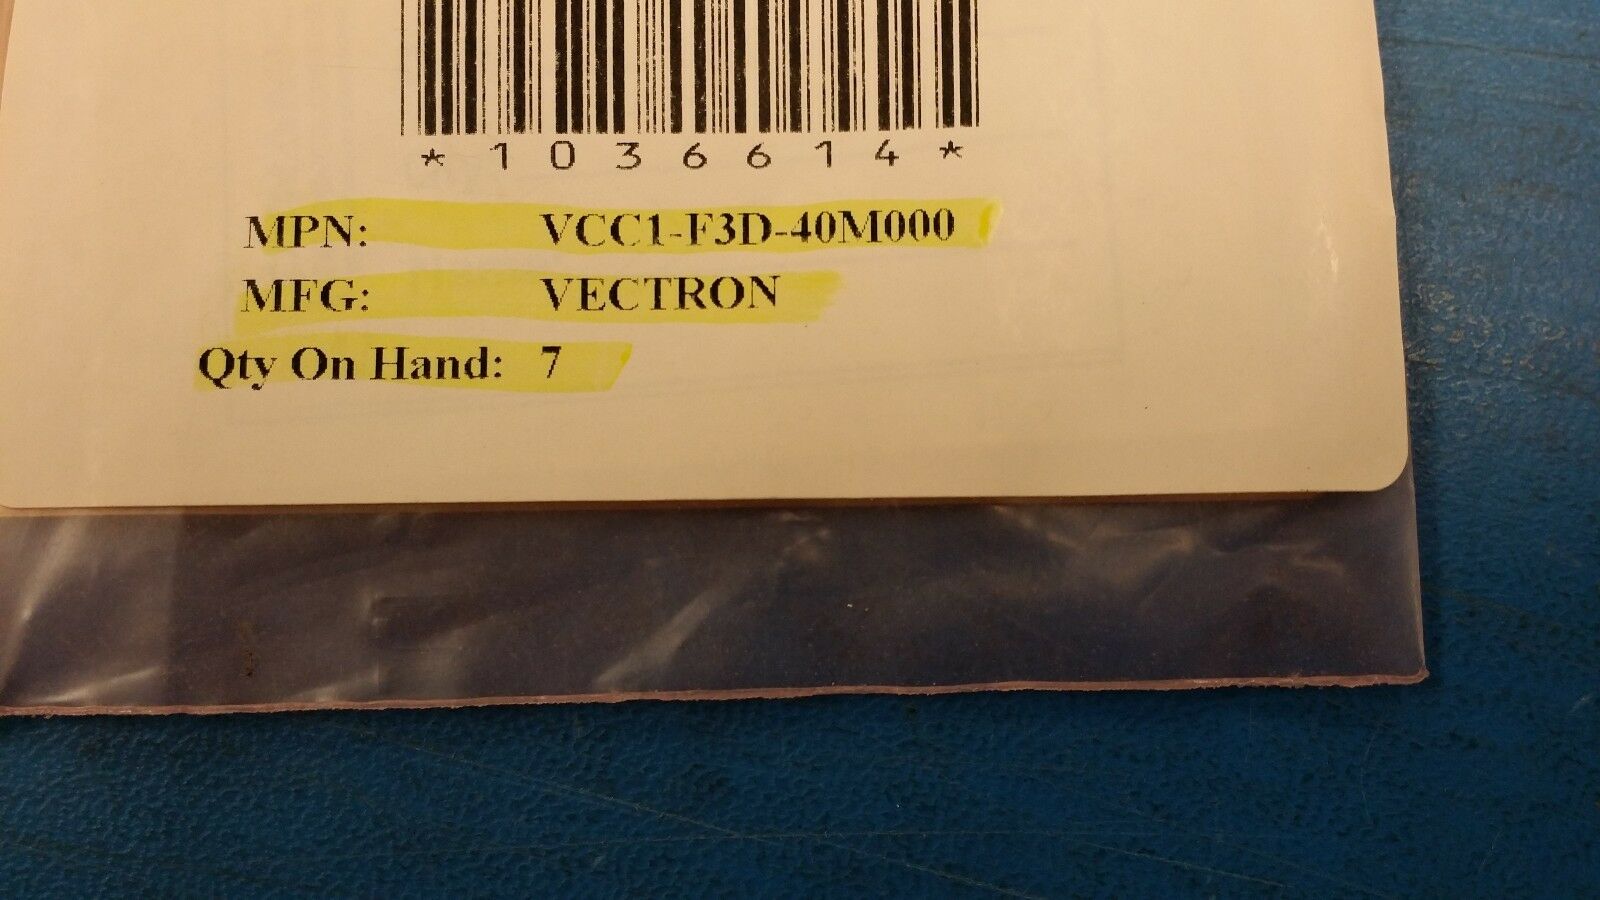 *1036614*
MPN: VCC1-F3D-40M000
MFG: VECTRON
Qty On Hand: 7